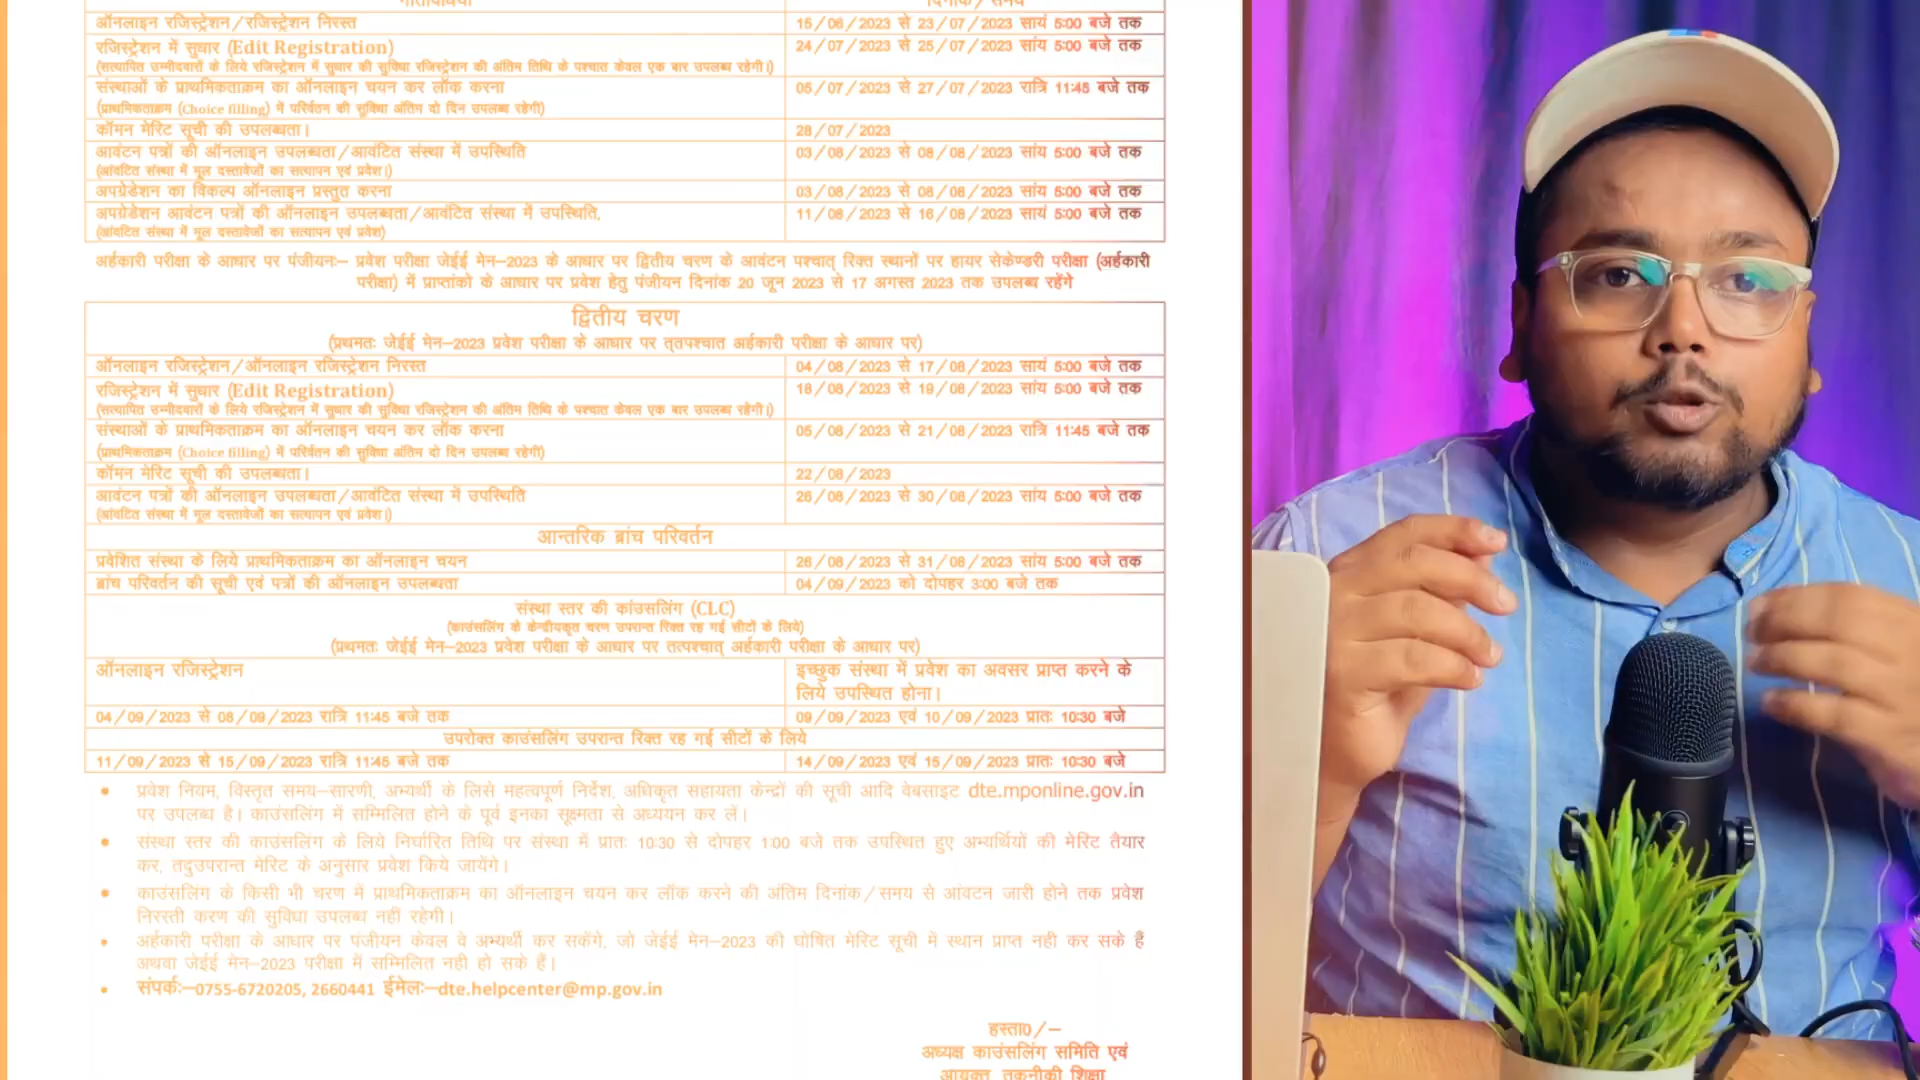 ऑनलाइन रजिस्ट्रेशन/रजिस्ट्रेशन निरस्त 15/06/2023 से 23/07/2023 सायं 5:00 बजे तक
रजिस्ट्रेशन में सुधार (Edit Registration) 24/07/2023 से 25/07/2023 सांय 5:00 बजे तक
(सत्यापित उम्मीदवारों के लिये रजिस्ट्रेशन में सुधार की सुविधा रजिस्ट्रेशन की अंतिम तिथि के पश्चात केवल एक बार उपलब्ध रहेगी।)
संस्थाओं के प्राथमिकताक्रम का ऑनलाइन चयन कर लॉक करना 05/07/2023 से 27/07/2023 रात्रि 11:45 बजे तक
(प्राथमिकताक्रम (Choice filling) में परिर्वतन की सुविधा अंतिम दो दिन उपलब्ध रहेगी)
कॉमन मेरिट सूची की उपलब्धता। 28/07/2023
आवंटन पत्रों की ऑनलाइन उपलब्धता/आवंटित संस्था में उपस्थिति 03/08/2023 से 08/08/2023 सांय 5:00 बजे तक
(आंवटित संस्था में मूल दस्तावेजों का सत्यापन एवं प्रवेश।)
अपग्रेडेशन का विकल्प ऑनलाइन प्रस्तुत करना 03/08/2023 से 08/08/2023 सांय 5:00 बजे तक
अपग्रेडेशन आवंटन पत्रों की ऑनलाइन उपलब्धता/आवंटित संस्था में उपस्थिति, 11/08/2023 से 16/08/2023 सायं 5:00 बजे तक
(आंवटित संस्था में मूल दस्तावेजों का सत्यापन एवं प्रवेश)
अर्हकारी परीक्षा के आधार पर पंजीयनः– प्रवेश परीक्षा जेईई मेन–2023 के आधार पर द्वितीय चरण के आवंटन पश्चात् रिक्त स्थानों पर हायर सेकेण्डरी परीक्षा (अर्हकारी
परीक्षा) में प्राप्तांको के आधार पर प्रवेश हेतु पंजीयन दिनांक 20 जून 2023 से 17 अगस्त 2023 तक उपलब्ध रहेंगे
द्वितीय चरण
(प्रथमतः जेईई मेन–2023 प्रवेश परीक्षा के आधार पर त्तपश्चात अर्हकारी परीक्षा के आधार पर)
ऑनलाइन रजिस्ट्रेशन/ऑनलाइन रजिस्ट्रेशन निरस्त 04/08/2023 से 17/08/2023 सायं 5:00 बजे तक
रजिस्ट्रेशन में सुधार (Edit Registration) 18/08/2023 से 19/08/2023 सांय 5:00 बजे तक
(सत्यापित उम्मीदवारों के लिये रजिस्ट्रेशन में सुधार की सुविधा रजिस्ट्रेशन की अंतिम तिथि के पश्चात केवल एक बार उपलब्ध रहेगी।)
संस्थाओं के प्राथमिकताक्रम का ऑनलाइन चयन कर लॉक करना 05/08/2023 से 21/08/2023 रात्रि 11:45 बजे तक
(प्राथमिकताक्रम (Choice filling) में परिर्वतन की सुविधा अंतिम दो दिन उपलब्ध रहेगी)
कॉमन मेरिट सूची की उपलब्धता। 22/08/2023
आवंटन पत्रों की ऑनलाइन उपलब्धता/आवंटित संस्था में उपस्थिति 26/08/2023 से 30/08/2023 सांय 5:00 बजे तक
(आंवटित संस्था में मूल दस्तावेजों का सत्यापन एवं प्रवेश।)
आन्तरिक ब्रांच परिवर्तन
प्रवेशित संस्था के लिये प्राथमिकताक्रम का ऑनलाइन चयन 26/08/2023 से 31/08/2023 सांय 5:00 बजे तक
ब्रांच परिवर्तन की सूची एवं पत्रों की ऑनलाइन उपलब्धता 04/09/2023 को दोपहर 3:00 बजे तक
संस्था स्तर की कांउसलिंग (CLC)
(काउंसलिंग के केन्द्रीयकृत चरण उपरान्त रिक्त रह गई सीटों के लिये)
(प्रथमतः जेईई मेन–2023 प्रवेश परीक्षा के आधार पर तत्पश्चात् अर्हकारी परीक्षा के आधार पर)
ऑनलाइन रजिस्ट्रेशन इच्छुक संस्था में प्रवेश का अवसर प्राप्त करने के
लिये उपस्थित होना।
04/09/2023 से 08/09/2023 रात्रि 11:45 बजे तक 09/09/2023 एवं 10/09/2023 प्रातः 10:30 बजे
उपरोक्त काउंसलिंग उपरान्त रिक्त रह गई सीटों के लिये
11/09/2023 से 15/09/2023 रात्रि 11:45 बजे तक 14/09/2023 एवं 15/09/2023 प्रातः 10:30 बजे
• प्रवेश नियम, विस्तृत समय–सारणी, अभ्यर्थी के लिसे महत्वपूर्ण निर्देश, अधिकृत सहायता केन्द्रों की सूची आदि वेबसाइट dte.mponline.gov.in
पर उपलब्ध है। काउंसलिंग में सम्मिलित होने के पूर्व इनका सूक्ष्मता से अध्ययन कर लें।
• संस्था स्तर की काउंसलिंग के लिये निर्धारित तिथि पर संस्था में प्रातः 10:30 से दोपहर 1:00 बजे तक उपस्थित हुए अभ्यर्थियों की मेरिट तैयार
कर, तदुउपरान्त मेरिट के अनुसार प्रवेश किये जायेंगे।
• काउंसलिंग के किसी भी चरण में प्राथमिकताक्रम का ऑनलाइन चयन कर लॉक करने की अंतिम दिनांक/समय से आंवटन जारी होने तक प्रवेश
निरस्ती करण की सुविधा उपलब्ध नहीं रहेगी।
• अर्हकारी परीक्षा के आधार पर पंजीयन केवल वे अभ्यर्थी कर सकेंगे, जो जेईई मेन–2023 की घोषित मेरिट सूची में स्थान प्राप्त नही कर सके हैं
अथवा जेईई मेन–2023 परीक्षा में सम्मिलित नही हो सके हैं।
• संपर्कः–0755-6720205, 2660441 ईमेलः–dte.helpcenter@mp.gov.in
हस्ता0/–
अध्यक्ष काउंसलिंग समिति एवं
आयुक्त तकनीकी शिक्षा